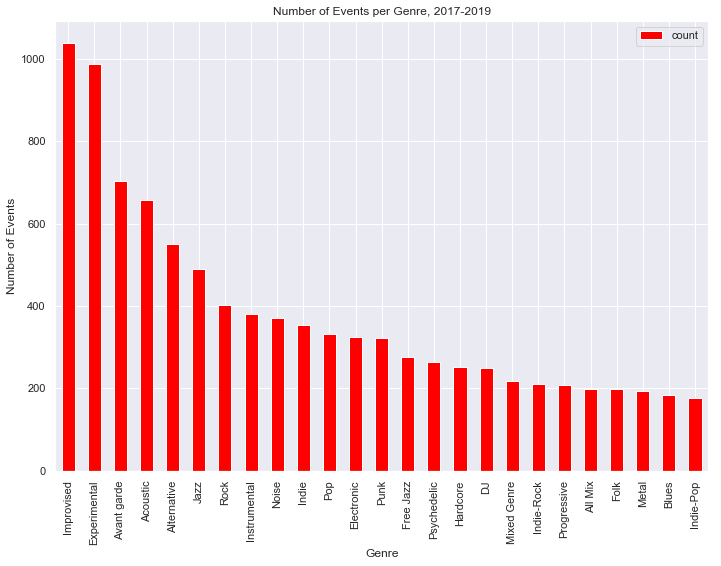 Number of Events per Genre, 2017-2019
count
1000
800
600
400
200
0
Number of Events
Improvised
Experimental
Avant garde
Acoustic
Alternative
Jazz
Rock
Instrumental
Noise
Indie
Pop
Electronic
Punk
Free Jazz
Psychedelic
Hardcore
DJ
Mixed Genre
Indie-Rock
Progressive
All Mix
Folk
Metal
Blues
Indie-Pop
Genre